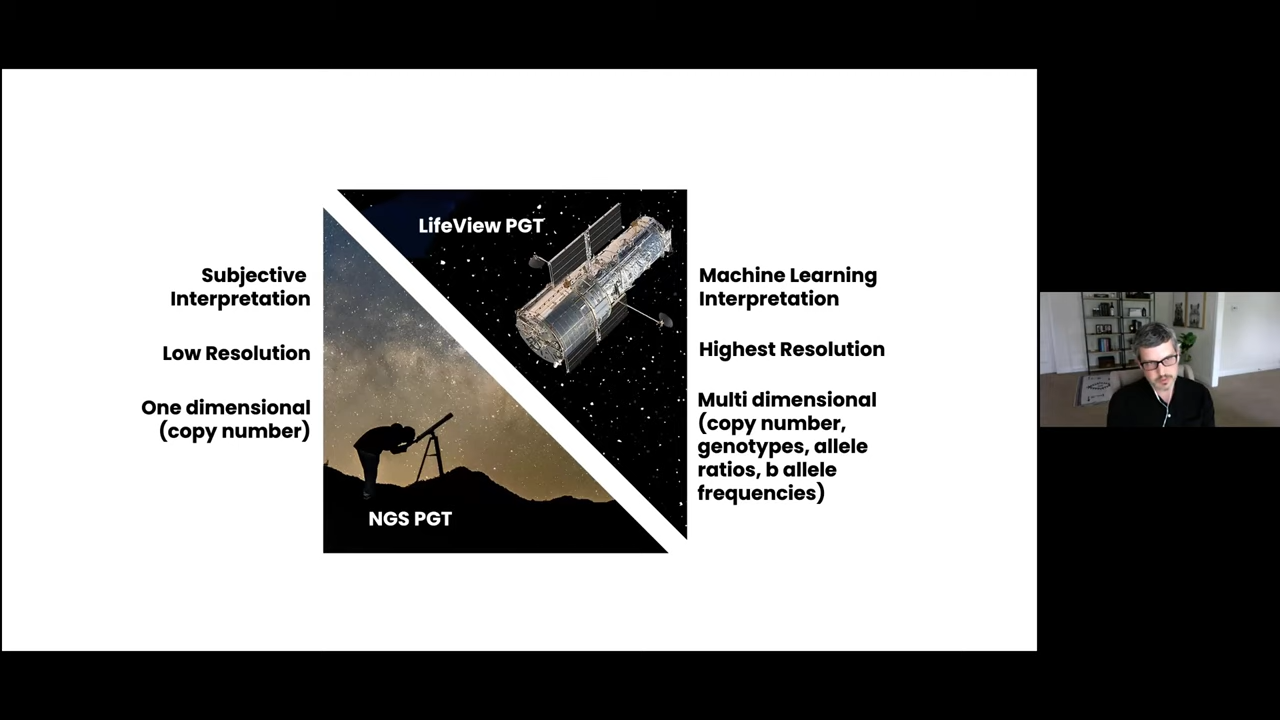 LifeView PGT
Subjective
Interpretation
Low Resolution
One dimensional
(copy number)
NGS PGT
Machine Learning
Interpretation
Highest Resolution
Multi dimensional
(copy number,
genotypes, allele
ratios, b allele
frequencies)